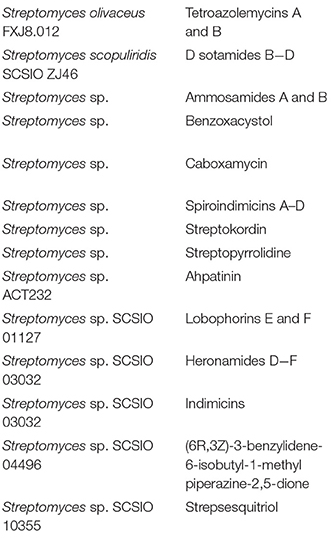 Streptomyces olivaceus Tetroazolemycins A
FXJ8.012 and B
Streptomyces scopuliridis D sotamides B−D
SCSIO ZJ46
Streptomyces sp. Ammosamides A and B
Streptomyces sp. Benzoxacystol
Streptomyces sp. Caboxamycin
Streptomyces sp. Spiroindimicins A–D
Streptomyces sp. Streptokordin
Streptomyces sp. Streptopyrrolidine
Streptomyces sp. Ahpatinin
ACT232
Streptomyces sp. SCSIO Lobophorins E and F
01127
Streptomyces sp. SCSIO Heronamides D−F
03032
Streptomyces sp. SCSIO Indimicins
03032
Streptomyces sp. SCSIO (6R,3Z)-3-benzylidene-
04496 6-isobutyl-1-methyl
piperazine-2,5-dione
Streptomyces sp. SCSIO Strepsesquitriol
10355